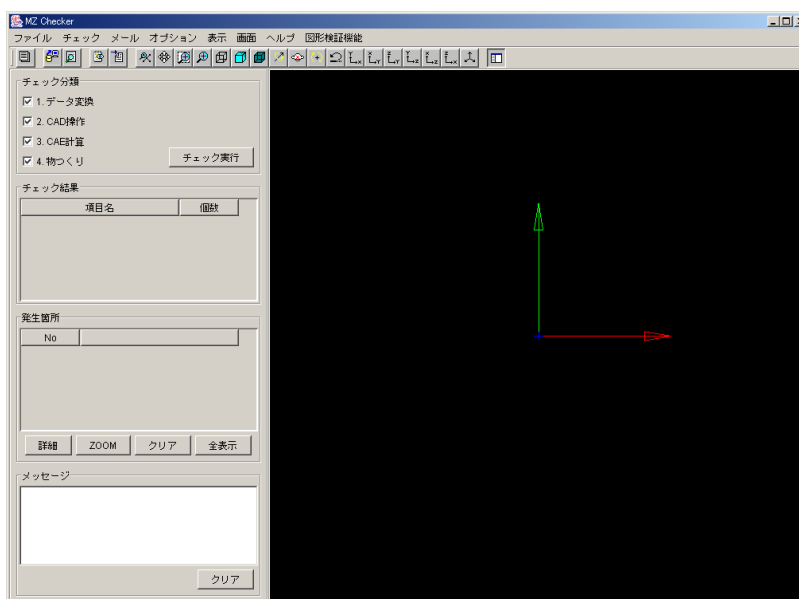 MZ Checker
ファイル チェック メール オプション 表示 画面 ヘルプ 図形検証機能
チェック分類
1. データ変換
2. CAD操作
3. CAE計算
4. 物つくり
チェック実行
チェック結果
項目名 個数
発生箇所
No
詳細 ZOOM クリア 全表示
メッセージ
クリア